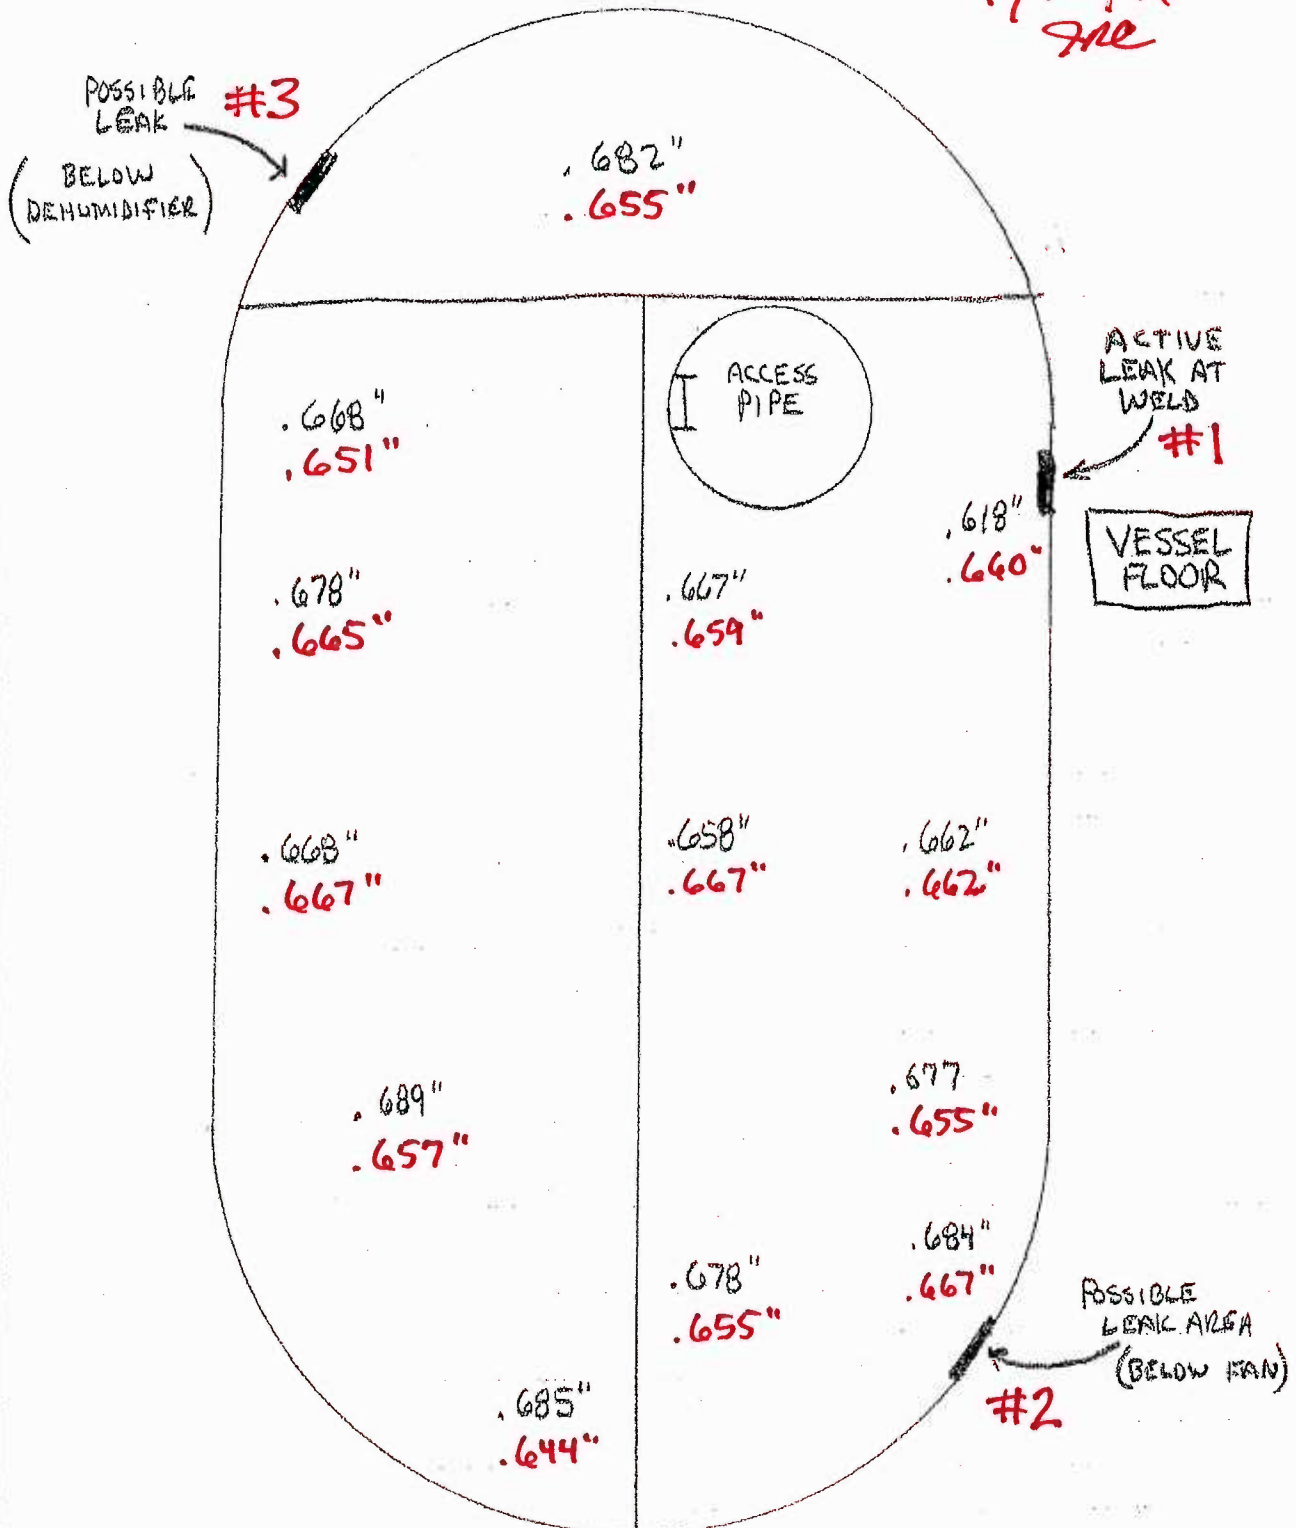 POSSIBLE
LEAK
#3
(BELOW
DEHUMIDIFIER)
.682"
.655"
ACCESS
PIPE
ACTIVE
LEAK AT
WELD
#1
.668"
.651"
.618"
.660"
VESSEL
FLOOR
.678"
.665"
.667"
.659"
.668"
.667"
.658"
.667"
.662"
.662"
.689"
.657"
.677
.655"
.684"
.667"
.678"
.655"
POSSIBLE
LEAK AREA
(BELOW FAN)
#2
.685"
.644"